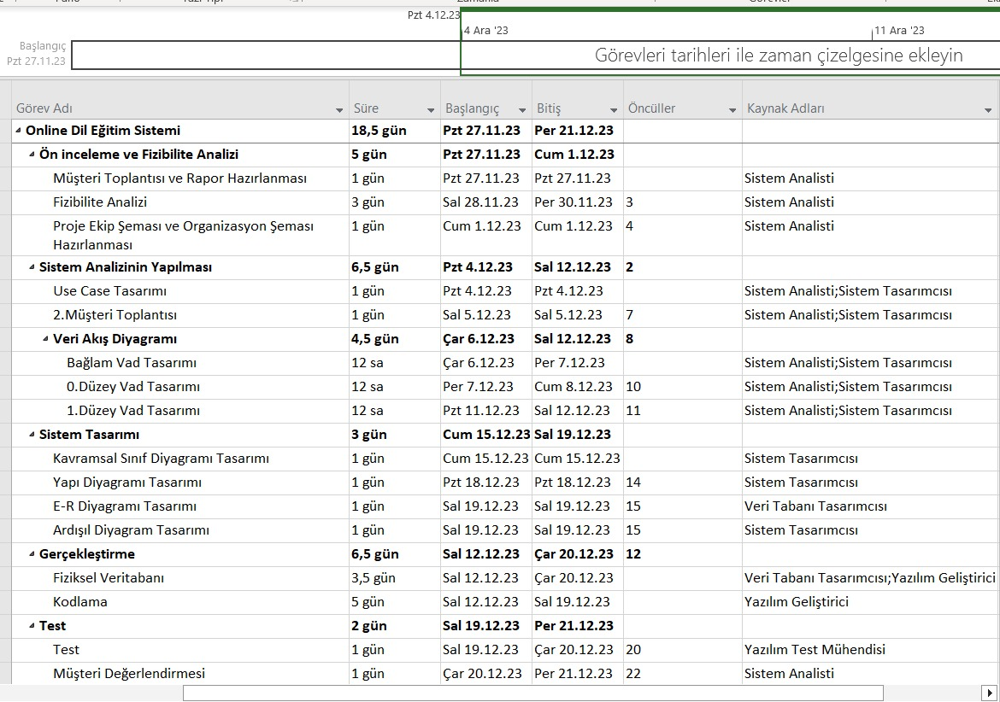 Pzt 4.12.23
4 Ara '23
11 Ara '23
Başlangıç
Pzt 27.11.23
Görevleri tarihleri ile zaman çizelgesine ekleyin
Görev Adı Süre Başlangıç Bitiş Öncüller Kaynak Adları
Online Dil Eğitim Sistemi 18,5 gün Pzt 27.11.23 Per 21.12.23
Ön inceleme ve Fizibilite Analizi 5 gün Pzt 27.11.23 Cum 1.12.23
Müşteri Toplantısı ve Rapor Hazırlanması 1 gün Pzt 27.11.23 Pzt 27.11.23 Sistem Analisti
Fizibilite Analizi 3 gün Sal 28.11.23 Per 30.11.23 3 Sistem Analisti
Proje Ekip Şeması ve Organizasyon Şeması 1 gün Cum 1.12.23 Cum 1.12.23 4 Sistem Analisti
Hazırlanması
Sistem Analizinin Yapılması 6,5 gün Pzt 4.12.23 Sal 12.12.23 2
Use Case Tasarımı 1 gün Pzt 4.12.23 Pzt 4.12.23 Sistem Analisti;Sistem Tasarımcısı
2.Müşteri Toplantısı 1 gün Sal 5.12.23 Sal 5.12.23 7 Sistem Analisti;Sistem Tasarımcısı
Veri Akış Diyagramı 4,5 gün Çar 6.12.23 Sal 12.12.23 8
Bağlam Vad Tasarımı 12 sa Çar 6.12.23 Per 7.12.23 Sistem Analisti;Sistem Tasarımcısı
0.Düzey Vad Tasarımı 12 sa Per 7.12.23 Cum 8.12.23 10 Sistem Analisti;Sistem Tasarımcısı
1.Düzey Vad Tasarımı 12 sa Pzt 11.12.23 Sal 12.12.23 11 Sistem Analisti;Sistem Tasarımcısı
Sistem Tasarımı 3 gün Cum 15.12.23 Sal 19.12.23
Kavramsal Sınıf Diyagramı Tasarımı 1 gün Cum 15.12.23 Cum 15.12.23 Sistem Tasarımcısı
Yapı Diyagramı Tasarımı 1 gün Pzt 18.12.23 Pzt 18.12.23 14 Sistem Tasarımcısı
E-R Diyagramı Tasarımı 1 gün Sal 19.12.23 Sal 19.12.23 15 Veri Tabanı Tasarımcısı
Ardışıl Diyagram Tasarımı 1 gün Sal 19.12.23 Sal 19.12.23 15 Sistem Tasarımcısı
Gerçekleştirme 6,5 gün Sal 12.12.23 Çar 20.12.23 12
Fiziksel Veritabanı 3,5 gün Sal 12.12.23 Çar 20.12.23 Veri Tabanı Tasarımcısı;Yazılım Geliştirici
Kodlama 5 gün Sal 12.12.23 Sal 19.12.23 Yazılım Geliştirici
Test 2 gün Sal 19.12.23 Per 21.12.23
Test 1 gün Sal 19.12.23 Çar 20.12.23 20 Yazılım Test Mühendisi
Müşteri Değerlendirmesi 1 gün Çar 20.12.23 Per 21.12.23 22 Sistem Analisti